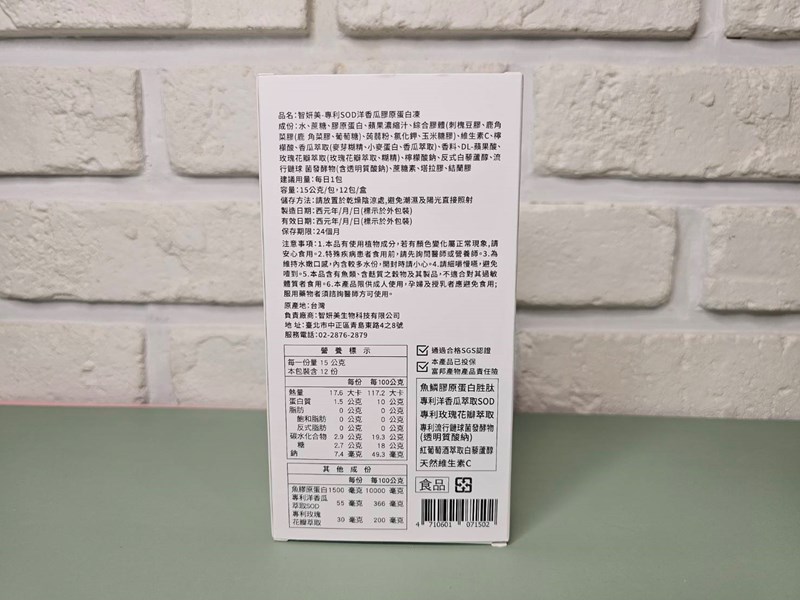 品名:智妍美-專利SOD洋香瓜膠原蛋白凍
成份:水、蔗糖、膠原蛋白、蘋果濃縮汁、綜合膠體(刺槐豆膠、鹿角
菜膠(鹿 角菜膠、葡萄糖)、蒟蒻粉、氯化鉀、玉米糖膠)、維生素C、檸
檬酸、香瓜萃取(麥芽糊精、小麥蛋白、香瓜萃取)、香料、DL-蘋果酸、
玫瑰花瓣萃取(玫瑰花瓣萃取、糊精)、檸檬酸鈉、反式白藜蘆醇、流
行鏈球 菌發酵物(含透明質酸鈉)、蔗糖素、塔拉膠、結蘭膠
建議用量:每日1包
容量:15公克/包,12包/盒
儲存方法:請放置於乾燥陰涼處,避免潮濕及陽光直接照射
製造日期:西元年/月/日(標示於外包裝)
有效日期:西元年/月/日(標示於外包裝)
保存期限:24個月
注意事項:1.本品有使用植物成分,若有顏色變化屬正常現象,請
安心食用。2.特殊疾病患者食用前,請先詢問醫師或營養師。3.為
維持水嫩口感,內含較多水份,開封時請小心。4.請細嚼慢嚥,避免
噎到。5.本品含有魚類、含麩質之穀物及其製品,不適合對其過敏
體質者食用。6.本產品限供成人使用,孕婦及授乳者應避免食用;
服用藥物者須諮詢醫師方可使用。
原產地:台灣
負責廠商:智妍美生物科技有限公司
地 址:臺北市中正區青島東路4之8號
服務電話:02-2876-2879
營 養 標 示
每一份量 15 公克
本包裝含 12 份
每份 每100公克
熱量 17.6 大卡 117.2 大卡
蛋白質 1.5 公克 10 公克
脂肪 0 公克 0 公克
飽和脂肪 0 公克 0 公克
反式脂肪 0 公克 0 公克
碳水化合物 2.9 公克 19.3 公克
糖 2.7 公克 18 公克
鈉 7.4 毫克 49.3 毫克
其 他 成 份
每份 每100公克
魚膠原蛋白1500 毫克 10000 毫克
專利洋香瓜
萃取SOD 55 毫克 366 毫克
專利玫瑰
花瓣萃取 30 毫克 200 毫克
通過合格SGS認證
本產品已投保
富邦產物產品責任險
魚鱗膠原蛋白胜肽
專利洋香瓜萃取SOD
專利玫瑰花瓣萃取
專利流行鏈球菌發酵物
(透明質酸納)
紅葡萄酒萃取白藜蘆醇
天然維生素C
食品
4 710601 071502